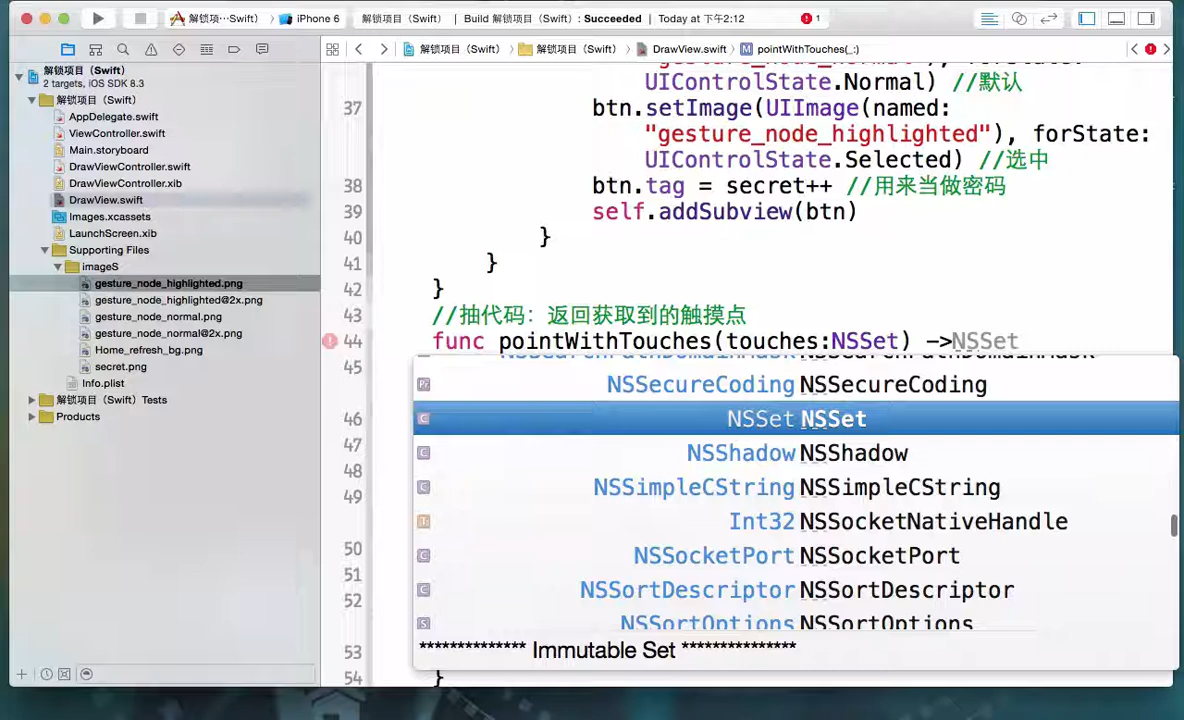 解锁项···Swift）
iPhone 6
解锁项目（Swift）
Build 解锁项目（Swift）: Succeeded
Today at 下午2:12
1
解锁项目（Swift）
解锁项目（Swift）
DrawView.swift
pointWithTouches(_:)
解锁项目（Swift）
2 targets, iOS SDK 8.3
解锁项目（Swift）
AppDelegate.swift
ViewController.swift
Main.storyboard
DrawViewController.swift
DrawViewController.xib
DrawView.swift
Images.xcassets
LaunchScreen.xib
Supporting Files
imageS
gesture_node_highlighted.png
gesture_node_highlighted@2x.png
gesture_node_normal.png
gesture_node_normal@2x.png
Home_refresh_bg.png
secret.png
Info.plist
解锁项目（Swift）Tests
Products
"gesture_node_normal"), forState:
UIControlState.Normal) //默认
37 btn.setImage(UIImage(named:
"gesture_node_highlighted"), forState:
UIControlState.Selected) //选中
38 btn.tag = secret++ //用来当做密码
39 self.addSubview(btn)
40 }
41 }
42 }
43 //抽代码：返回获取到的触摸点
44 func pointWithTouches(touches:NSSet) ->NSSet
45
NSSearchPathDomainMask NSSearchPathDomainMask
NSSecureCoding NSSecureCoding
46 NSSet NSSet
47 NSShadow NSShadow
48
49 NSSimpleCString NSSimpleCString
Int32 NSSocketNativeHandle
50 NSSocketPort NSSocketPort
51
52 NSSortDescriptor NSSortDescriptor
NSSortOptions NSSortOptions
53 ************** Immutable Set ***************
54 }